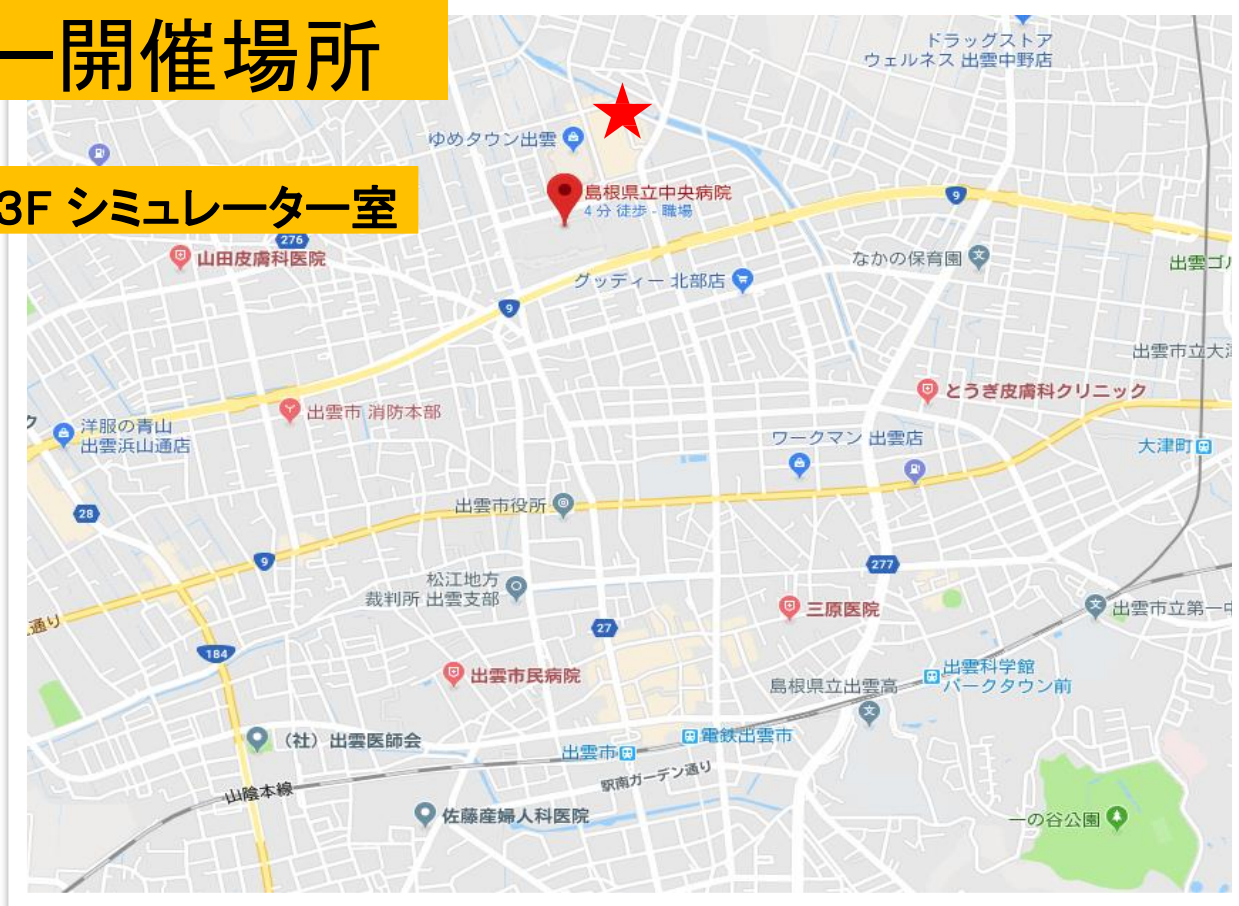 ー開催場所
3F シミュレーター室
ドラッグストア
ウェルネス 出雲中野店
ゆめタウン出雲
島根県立中央病院
4分 徒歩 - 職場
9
276
山田皮膚科医院
なかの保育園
出雲ゴル
グッディー 北部店
9
出雲市立大津
とうぎ皮膚科クリニック
出雲市 消防本部
ク
洋服の青山
出雲浜山通店
ワークマン 出雲店
大津町
出雲市役所
28
9
277
松江地方
裁判所 出雲支部
三原医院
出雲市立第一中
27
通り
184
出雲市民病院
出雲科学館
パークタウン前
島根県立出雲高
(社) 出雲医師会
電鉄出雲市
出雲市
駅南ガーデン通り
山陰本線
佐藤産婦人科医院
一の谷公園